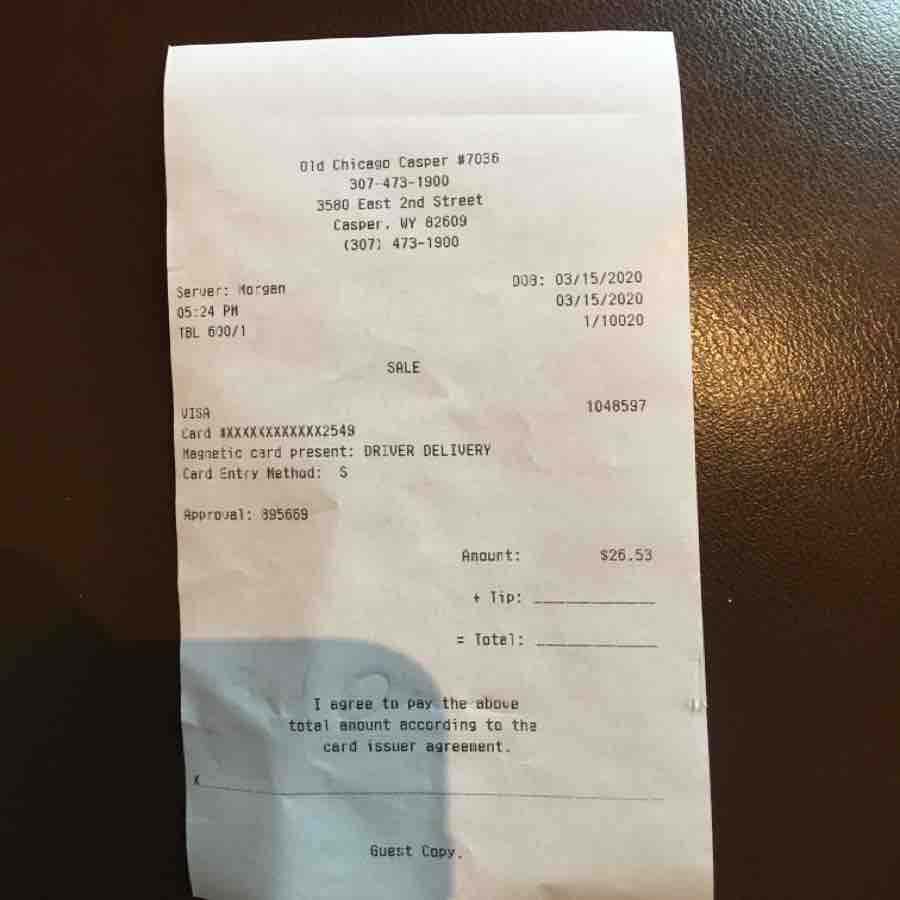 Old Chicago Casper #7036
307-473-1900
3580 East 2nd Street
Casper, WY 82609
(307) 473-1900
Server: Morgan
DOB: 03/15/2020
05:24 PM
03/15/2020
TBL 600/1
1/10020
SALE
VISA
1048597
Card #XXXXXXXXXXXX2549
Magnetic card present: DRIVER DELIVERY
Card Entry Method: S
Approval: 895669
Amount: $26.53
+ Tip: ____________
= Total: ____________
I agree to pay the above
total amount according to the
card issuer agreement.
X____________________
Guest Copy.